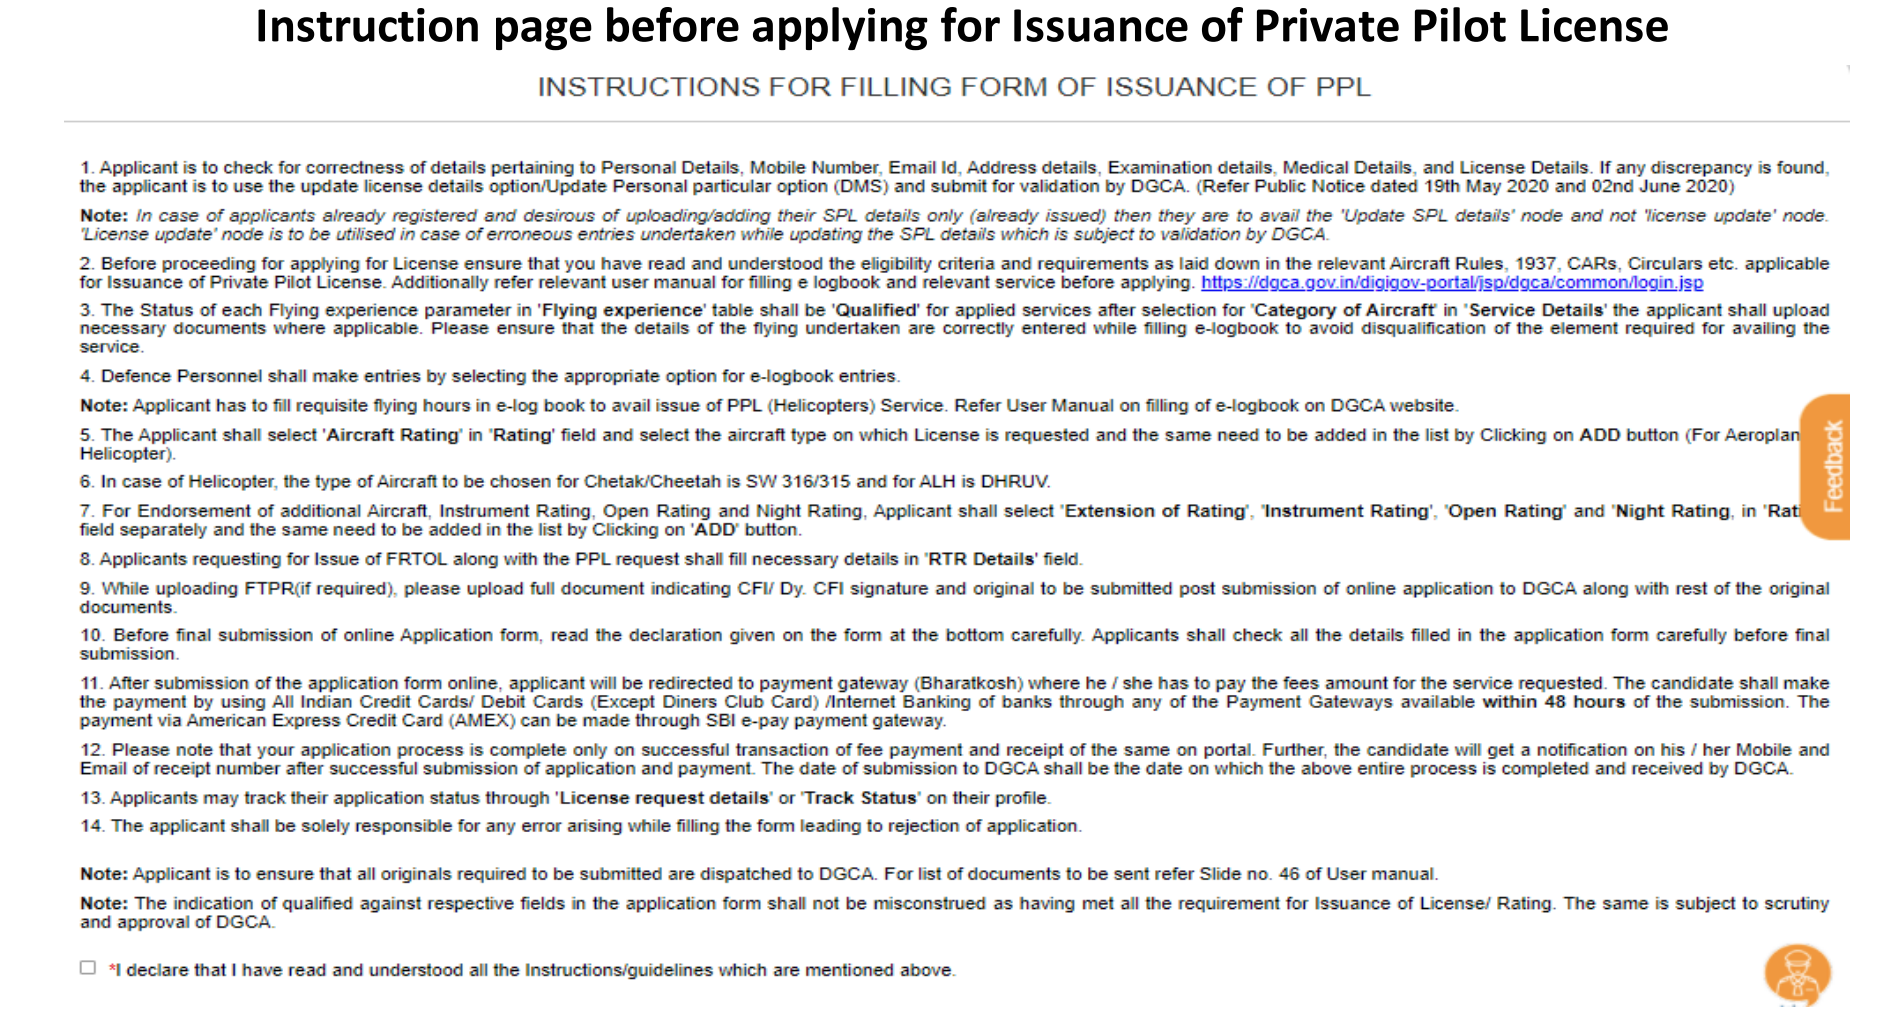 Instruction page before applying for Issuance of Private Pilot License
INSTRUCTIONS FOR FILLING FORM OF ISSUANCE OF PPL
1. Applicant is to check for correctness of details pertaining to Personal Details, Mobile Number, Email Id, Address details, Examination details, Medical Details, and License Details. If any discrepancy is found,
the applicant is to use the update license details option/Update Personal particular option (DMS) and submit for validation by DGCA. (Refer Public Notice dated 19th May 2020 and 02nd June 2020)
Note: In case of applicants already registered and desirous of uploading/adding their SPL details only (already issued) then they are to avail the 'Update SPL details' node and not 'license update' node.
'License update' node is to be utilised in case of erroneous entries undertaken while updating the SPL details which is subject to validation by DGCA.
2. Before proceeding for applying for License ensure that you have read and understood the eligibility criteria and requirements as laid down in the relevant Aircraft Rules, 1937, CARs, Circulars etc. applicable
for Issuance of Private Pilot License. Additionally refer relevant user manual for filling e logbook and relevant service before applying. https://dgca.gov.in/digigov-portal/jsp/dgca/common/login.jsp
3. The Status of each Flying experience parameter in 'Flying experience' table shall be 'Qualified' for applied services after selection for 'Category of Aircraft' in 'Service Details' the applicant shall upload
necessary documents where applicable. Please ensure that the details of the flying undertaken are correctly entered while filling e-logbook to avoid disqualification of the element required for availing the
service.
4. Defence Personnel shall make entries by selecting the appropriate option for e-logbook entries.
Note: Applicant has to fill requisite flying hours in e-log book to avail issue of PPL (Helicopters) Service. Refer User Manual on filling of e-logbook on DGCA website.
5. The Applicant shall select 'Aircraft Rating' in 'Rating' field and select the aircraft type on which License is requested and the same need to be added in the list by Clicking on ADD button (For Aeroplan
Helicopter).
6. In case of Helicopter, the type of Aircraft to be chosen for Chetak/Cheetah is SW 316/315 and for ALH is DHRUV.
7. For Endorsement of additional Aircraft, Instrument Rating, Open Rating and Night Rating, Applicant shall select 'Extension of Rating', 'Instrument Rating', 'Open Rating' and 'Night Rating, in 'Rati
field separately and the same need to be added in the list by Clicking on 'ADD' button.
8. Applicants requesting for Issue of FRTOL along with the PPL request shall fill necessary details in 'RTR Details' field.
9. While uploading FTPR(if required), please upload full document indicating CFI/ Dy. CFI signature and original to be submitted post submission of online application to DGCA along with rest of the original
documents.
10. Before final submission of online Application form, read the declaration given on the form at the bottom carefully. Applicants shall check all the details filled in the application form carefully before final
submission.
11. After submission of the application form online, applicant will be redirected to payment gateway (Bharatkosh) where he / she has to pay the fees amount for the service requested. The candidate shall make
the payment by using All Indian Credit Cards/ Debit Cards (Except Diners Club Card) /Internet Banking of banks through any of the Payment Gateways available within 48 hours of the submission. The
payment via American Express Credit Card (AMEX) can be made through SBI e-pay payment gateway.
12. Please note that your application process is complete only on successful transaction of fee payment and receipt of the same on portal. Further, the candidate will get a notification on his / her Mobile and
Email of receipt number after successful submission of application and payment. The date of submission to DGCA shall be the date on which the above entire process is completed and received by DGCA.
13. Applicants may track their application status through 'License request details' or 'Track Status' on their profile.
14. The applicant shall be solely responsible for any error arising while filling the form leading to rejection of application.
Note: Applicant is to ensure that all originals required to be submitted are dispatched to DGCA. For list of documents to be sent refer Slide no. 46 of User manual.
Note: The indication of qualified against respective fields in the application form shall not be misconstrued as having met all the requirement for Issuance of License/ Rating. The same is subject to scrutiny
and approval of DGCA.
*I declare that I have read and understood all the Instructions/guidelines which are mentioned above.
Feedback